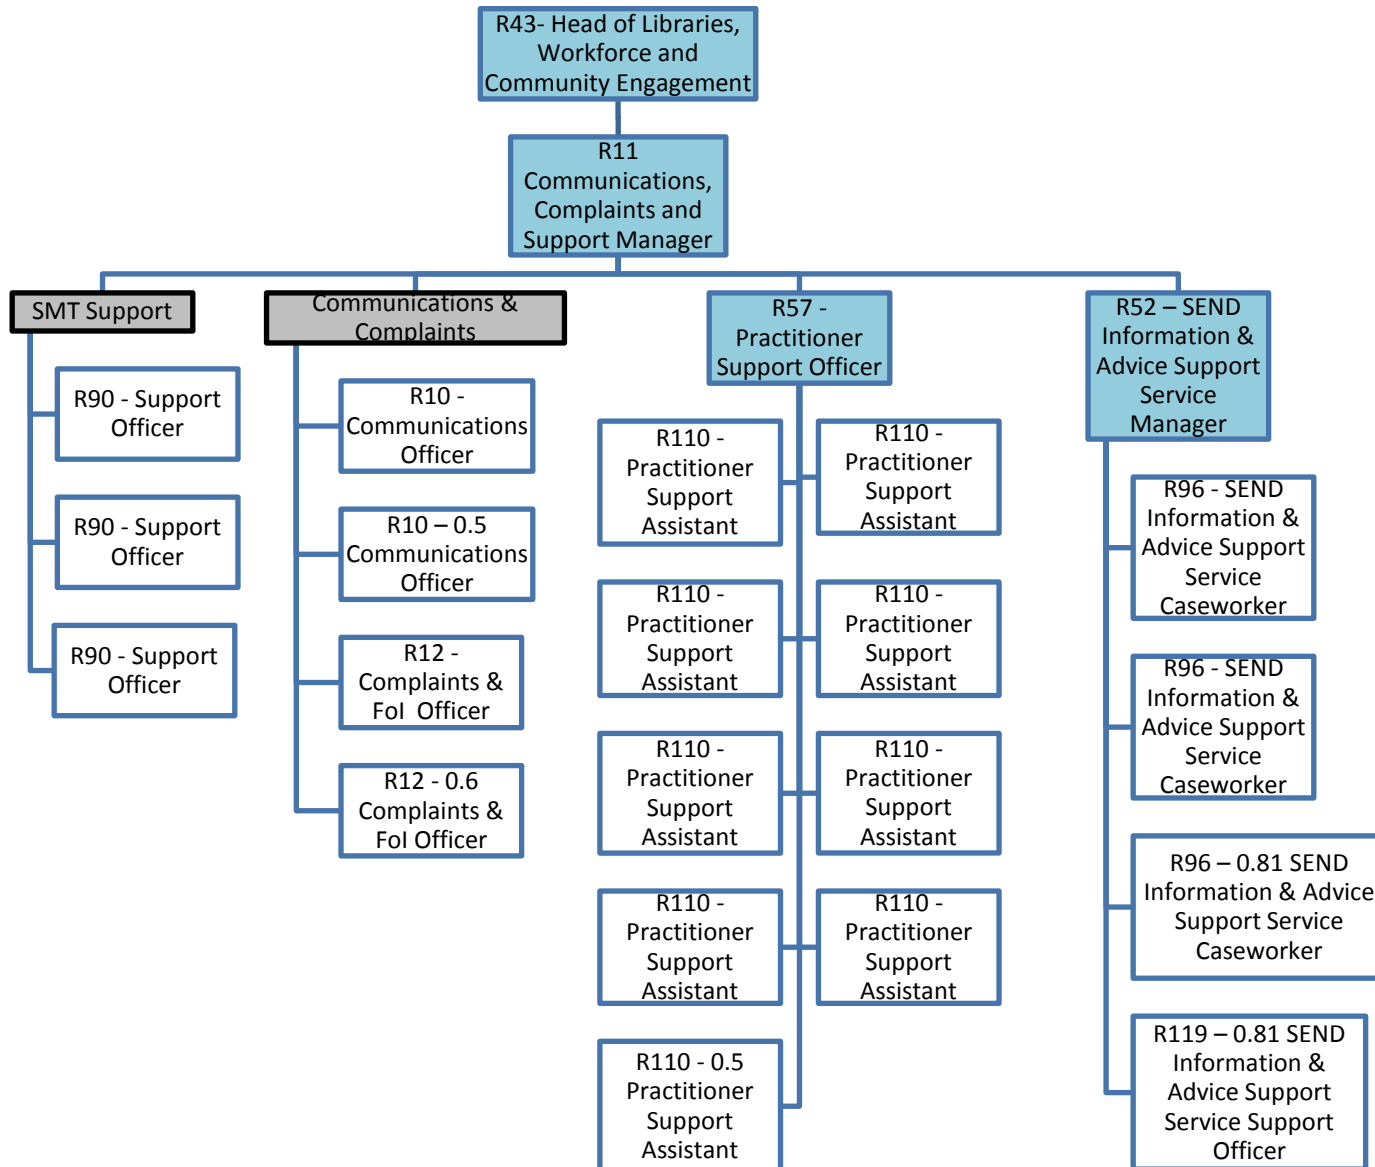 R43- Head of Libraries,
Workforce and
Community Engagement
R11
Communications,
Complaints and
Support Manager
SMT Support
R90 - Support
Officer
R90 - Support
Officer
R90 - Support
Officer
Communications &
Complaints
R10 -
Communications
Officer
R10 – 0.5
Communications
Officer
R12 -
Complaints &
FoI  Officer
R12 - 0.6
Complaints &
FoI Officer
R57 -
Practitioner
Support Officer
R110 -
Practitioner
Support
Assistant
R110 -
Practitioner
Support
Assistant
R110 -
Practitioner
Support
Assistant
R110 -
Practitioner
Support
Assistant
R110 -
Practitioner
Support
Assistant
R110 -
Practitioner
Support
Assistant
R110 -
Practitioner
Support
Assistant
R110 -
Practitioner
Support
Assistant
R110 - 0.5
Practitioner
Support
Assistant
R52 – SEND
Information &
Advice Support
Service
Manager
R96 - SEND
Information &
Advice Support
Service
Caseworker
R96 - SEND
Information &
Advice Support
Service
Caseworker
R96 – 0.81 SEND
Information & Advice
Support Service
Caseworker
R119 – 0.81 SEND
Information &
Advice Support
Service Support
Officer